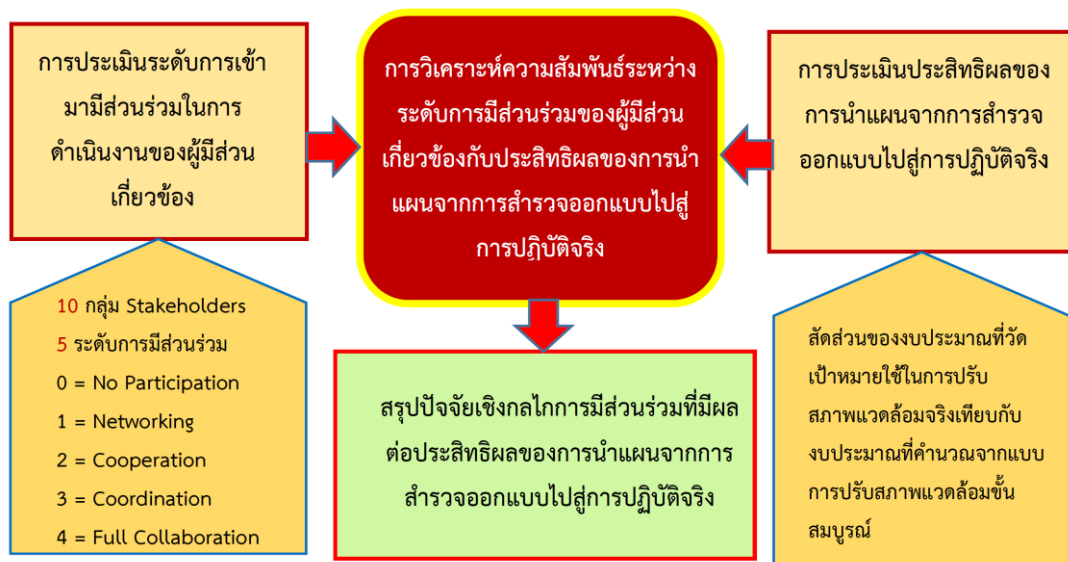 การประเมินระดับการเข้า
มามีส่วนร่วมในการ
ดำเนินงานของผู้มีส่วน
เกี่ยวข้อง
10 กลุ่ม Stakeholders
5 ระดับการมีส่วนร่วม
0 = No Participation
1 = Networking
2 = Cooperation
3 = Coordination
4 = Full Collaboration
การวิเคราะห์ความสัมพันธ์ระหว่าง
ระดับการมีส่วนร่วมของผู้มีส่วน
เกี่ยวข้องกับประสิทธิผลของการนำ
แผนจากการสำรวจออกแบบไปสู่
การปฏิบัติจริง
สรุปปัจจัยเชิงกลไกการมีส่วนร่วมที่มีผล
ต่อประสิทธิผลของการนำแผนจากการ
สำรวจออกแบบไปสู่การปฏิบัติจริง
การประเมินประสิทธิผลของ
การนำแผนจากการสำรวจ
ออกแบบไปสู่การปฏิบัติจริง
สัดส่วนของงบประมาณที่วัด
เป้าหมายใช้ในการปรับ
สภาพแวดล้อมจริงเทียบกับ
งบประมาณที่คำนวณจากแบบ
การปรับสภาพแวดล้อมขั้น
สมบูรณ์